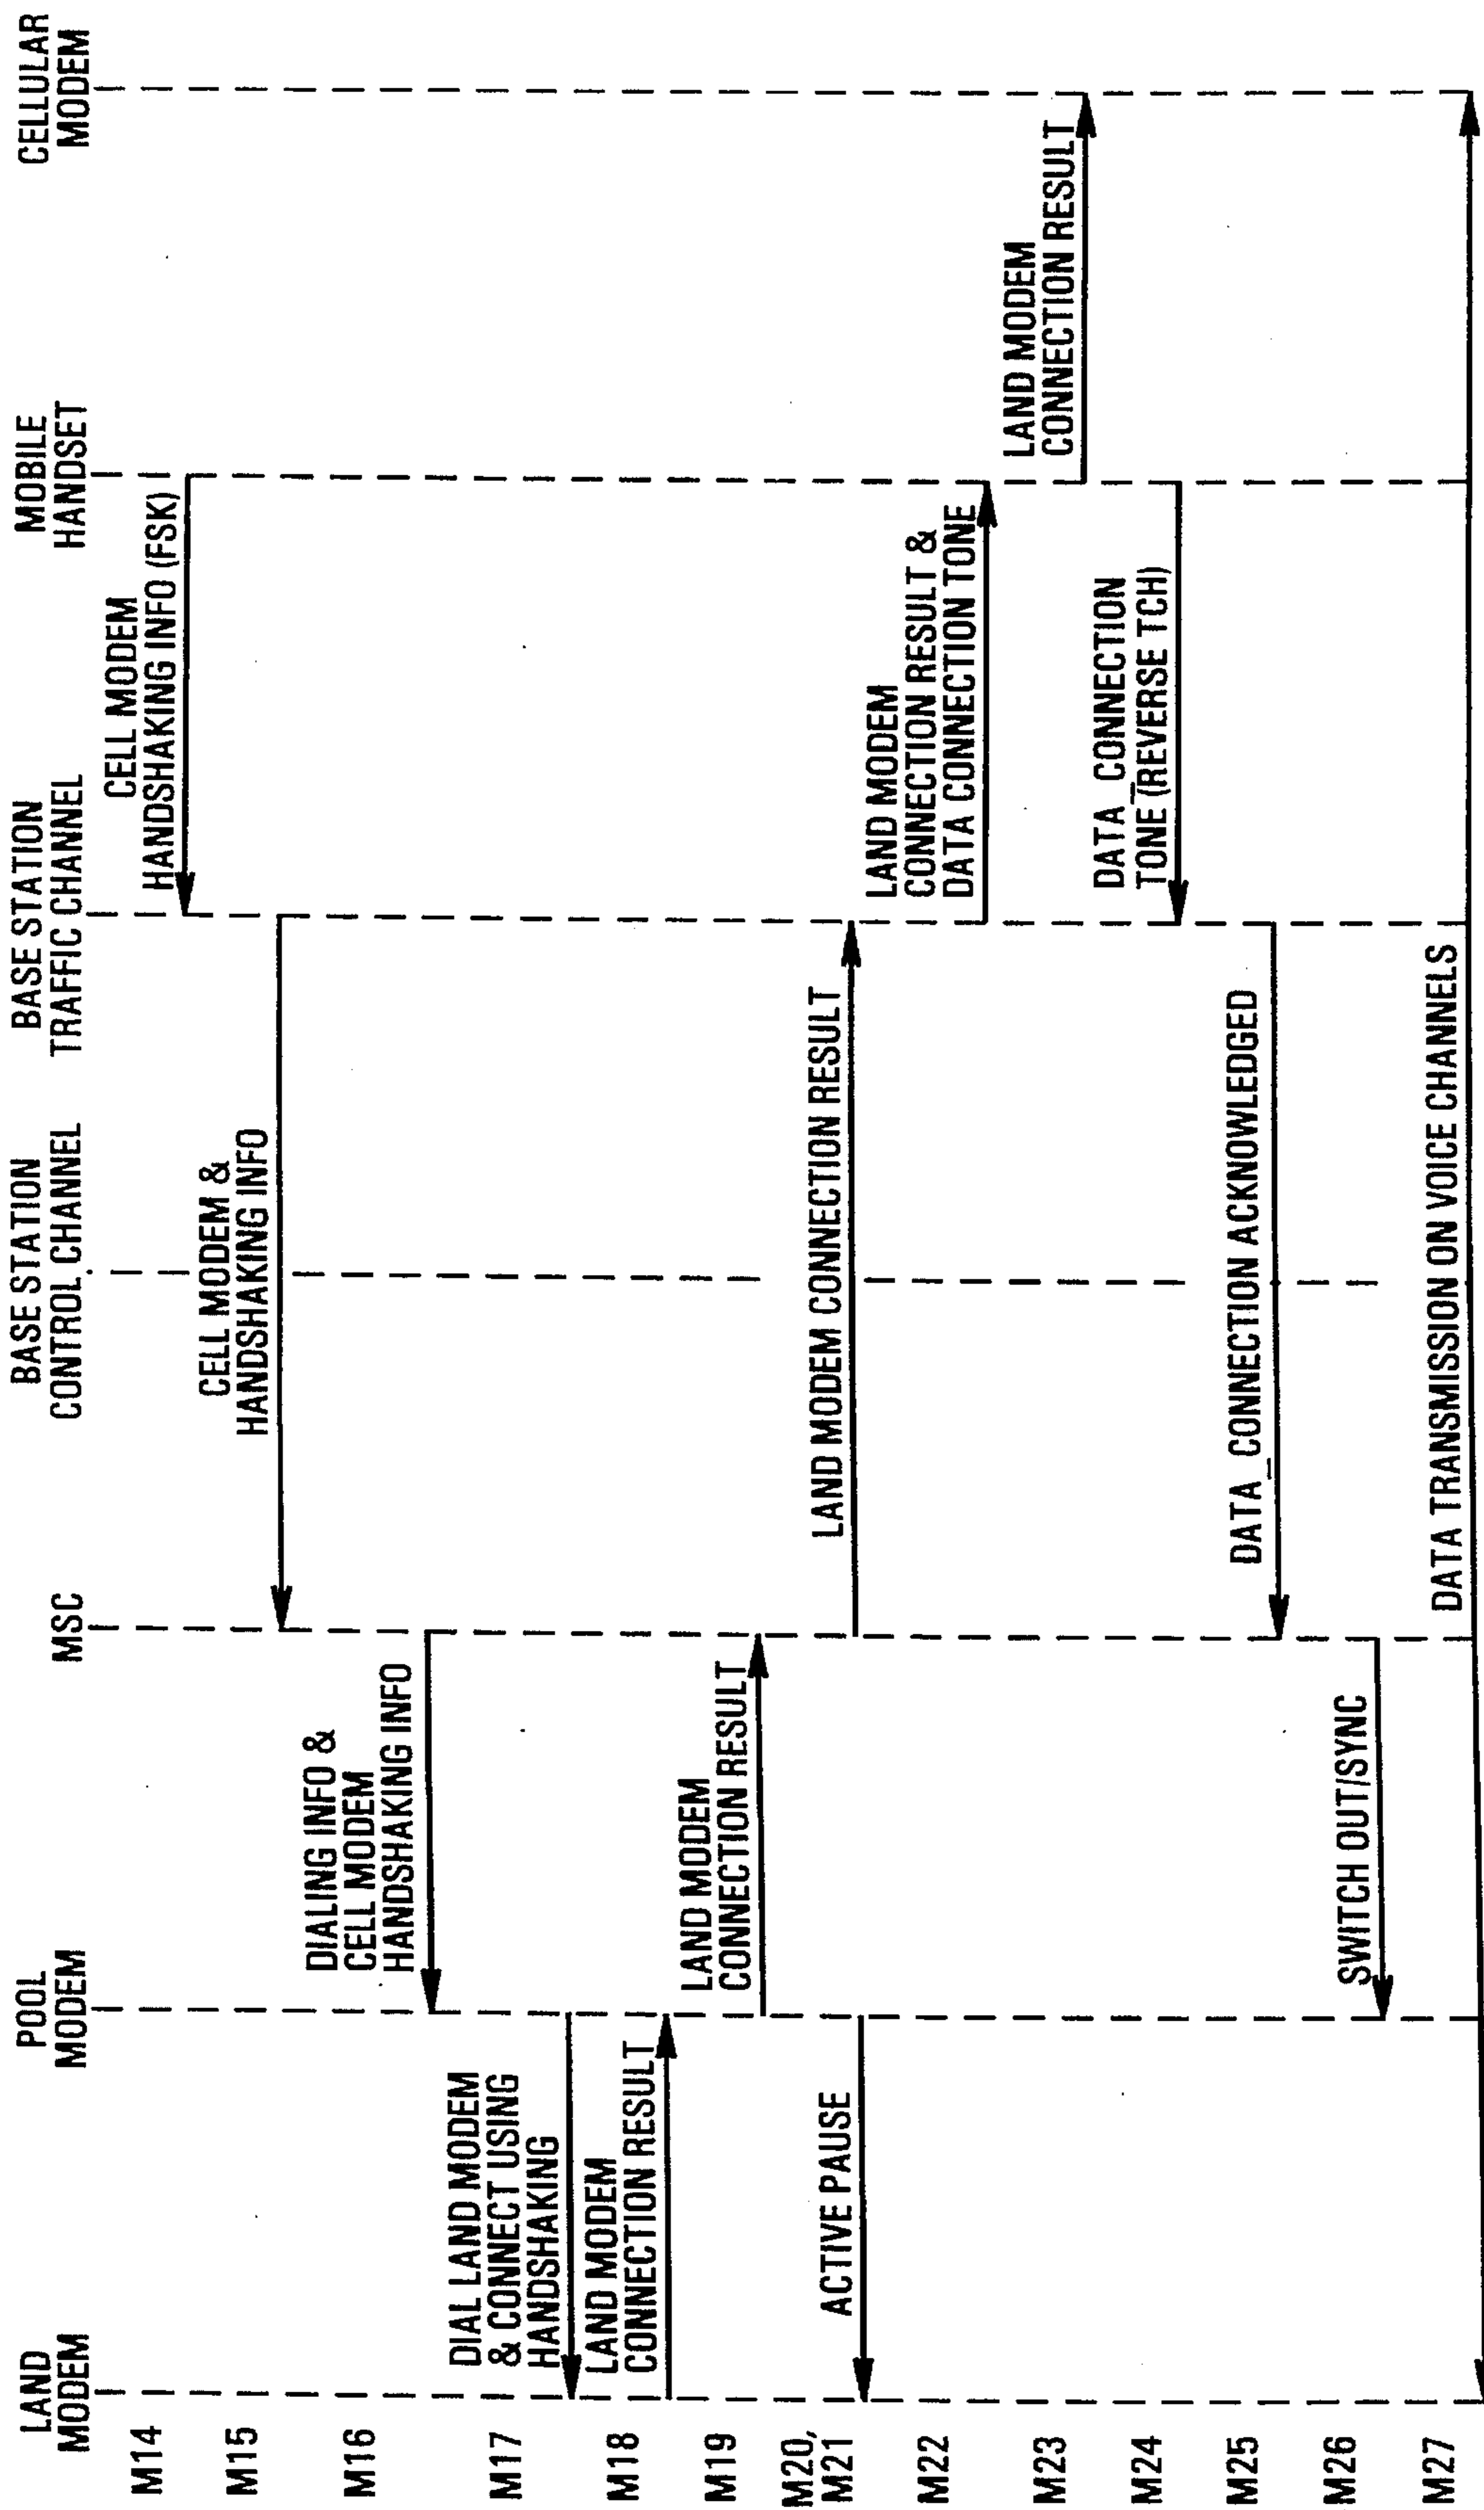 LAND
MODEM
POOL
MODEM
MSC
BASE STATION
CONTROL CHANNEL
BASE STATION
TRAFFIC CHANNEL
MOBILE
HANDSET
CELLULAR
MODEM
M14
CELL MODEM
HANDSHAKING INFO (FSK)
M15
CELL MODEM &
HANDSHAKING INFO
M16
DIALING INFO &
CELL MODEM
HANDSHAKING INFO
M17
DIAL LAND MODEM
& CONNECT USING
HANDSHAKING
M18
LAND MODEM
CONNECTION RESULT
M19
LAND MODEM
CONNECTION RESULT
M20,
M21
ACTIVE PAUSE
LAND MODEM CONNECTION RESULT
M22
LAND MODEM
CONNECTION RESULT &
DATA CONNECTION TONE
M23
LAND MODEM
CONNECTION RESULT
M24
DATA_CONNECTION
TONE (REVERSE TCH)
M25
DATA_CONNECTION ACKNOWLEDGED
M26
SWITCH OUT/SYNC
M27
DATA TRANSMISSION ON VOICE CHANNELS